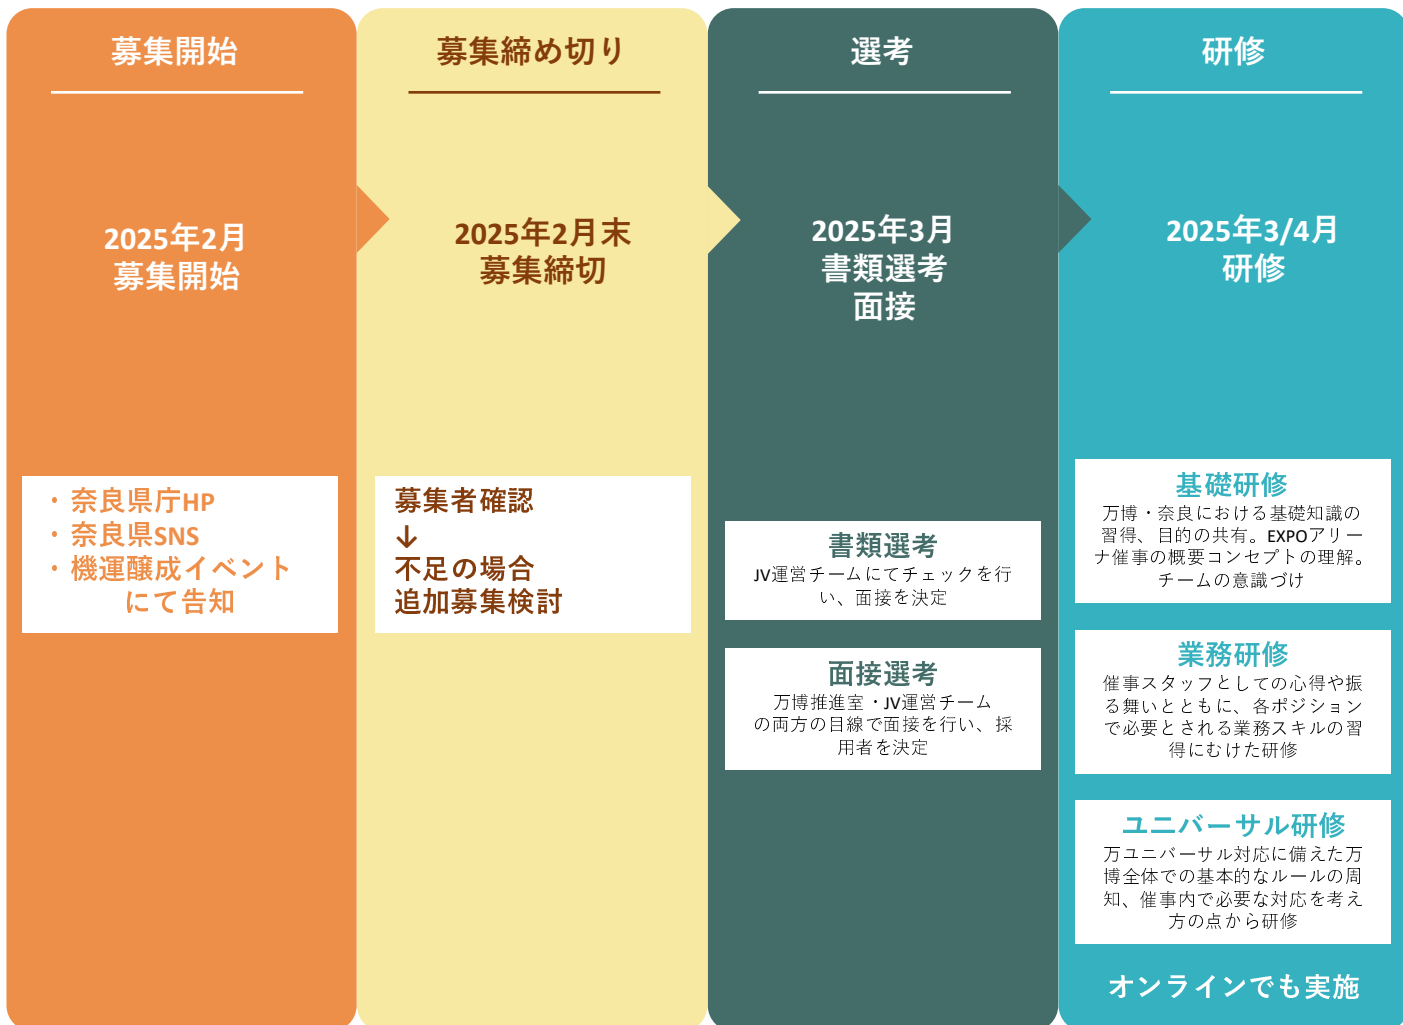 募集開始
2025年2月
募集開始
・奈良県庁HP
・奈良県SNS
・機運醸成イベント
にて告知
募集締め切り
2025年2月末
募集締切
募集者確認
↓
不足の場合
追加募集検討
選考
2025年3月
書類選考
面接
書類選考
JV運営チームにてチェックを行
い、面接を決定
面接選考
万博推進室・JV運営チーム
の両方の目線で面接を行い、採
用者を決定
研修
2025年3/4月
研修
基礎研修
万博・奈良における基礎知識の
習得、目的の共有。EXPOアリー
ナ催事の概要コンセプトの理解。
チームの意識づけ
業務研修
催事スタッフとしての心得や振
る舞いとともに、各ポジション
で必要とされる業務スキルの習
得にむけた研修
ユニバーサル研修
万ユニバーサル対応に備えた万
博全体での基本的なルールの周
知、催事内で必要な対応を考え
方の点から研修
オンラインでも実施